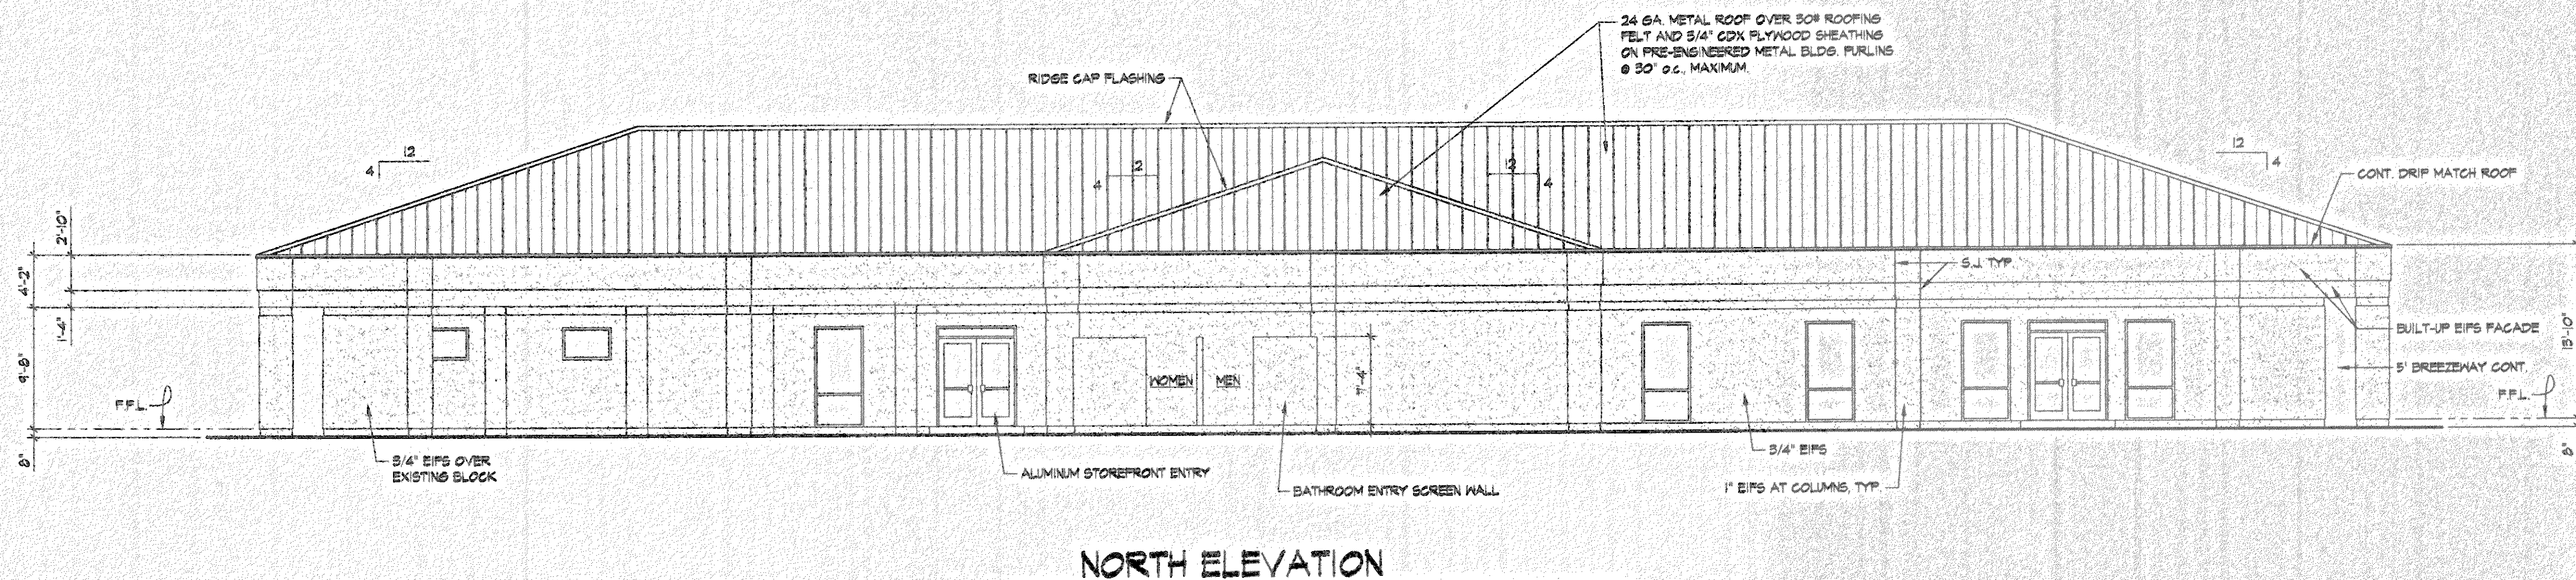 24 GA. METAL ROOF OVER 30# ROOFING
FELT AND 3/4" CDX PLYWOOD SHEATHING
ON PRE-ENGINEERED METAL BLDG. PURLINS
@ 30" o.c., MAXIMUM.
RIDGE CAP FLASHING
12
4
12
4
12
4
12
4
CONT. DRIP MATCH ROOF
2'-10"
4'-2"
1'-4"
9'-8"
8"
S.J. TYP
BUILT-UP EIFS FACADE
13'-10"
5' BREEZEWAY CONT.
WOMEN
MEN
7'-4"
F.F.L.
F.F.L.
8"
3/4" EIFS OVER
EXISTING BLOCK
ALUMINUM STOREFRONT ENTRY
BATHROOM ENTRY SCREEN WALL
3/4" EIFS
1" EIFS AT COLUMNS, TYP.
NORTH ELEVATION